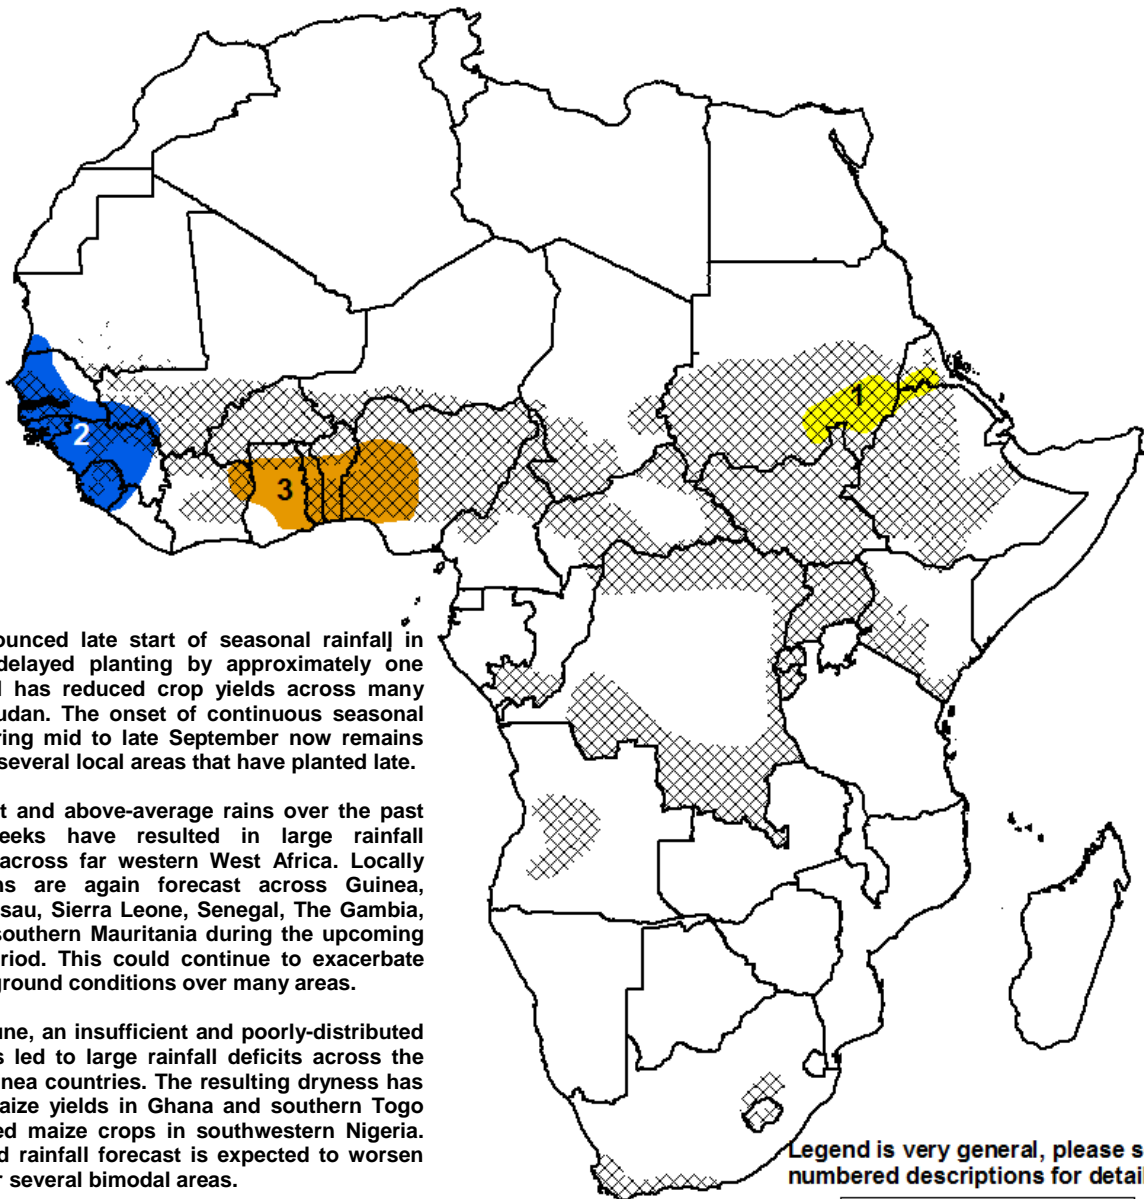 1
2
3
ounced late start of seasonal rainfall in
delayed planting by approximately one
has reduced crop yields across many
udan. The onset of continuous seasonal
ring mid to late September now remains
several local areas that have planted late.
t and above-average rains over the past
eeks have resulted in large rainfall
across far western West Africa. Locally
ns are again forecast across Guinea,
sau, Sierra Leone, Senegal, The Gambia,
southern Mauritania during the upcoming
riod. This could continue to exacerbate
ground conditions over many areas.
une, an insufficient and poorly-distributed
s led to large rainfall deficits across the
nea countries. The resulting dryness has
aize yields in Ghana and southern Togo
ed maize crops in southwestern Nigeria.
d rainfall forecast is expected to worsen
r several bimodal areas.
Legend is very general, please s
numbered descriptions for detail